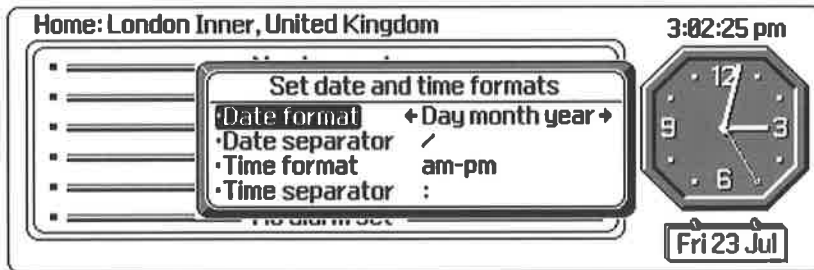 Home: London Inner, United Kingdom
3:02:25 pm
Set date and time formats
·Date format ←Day month year→
·Date separator /
·Time format am-pm
·Time separator :
12
9 3
6
Fri 23 Jul